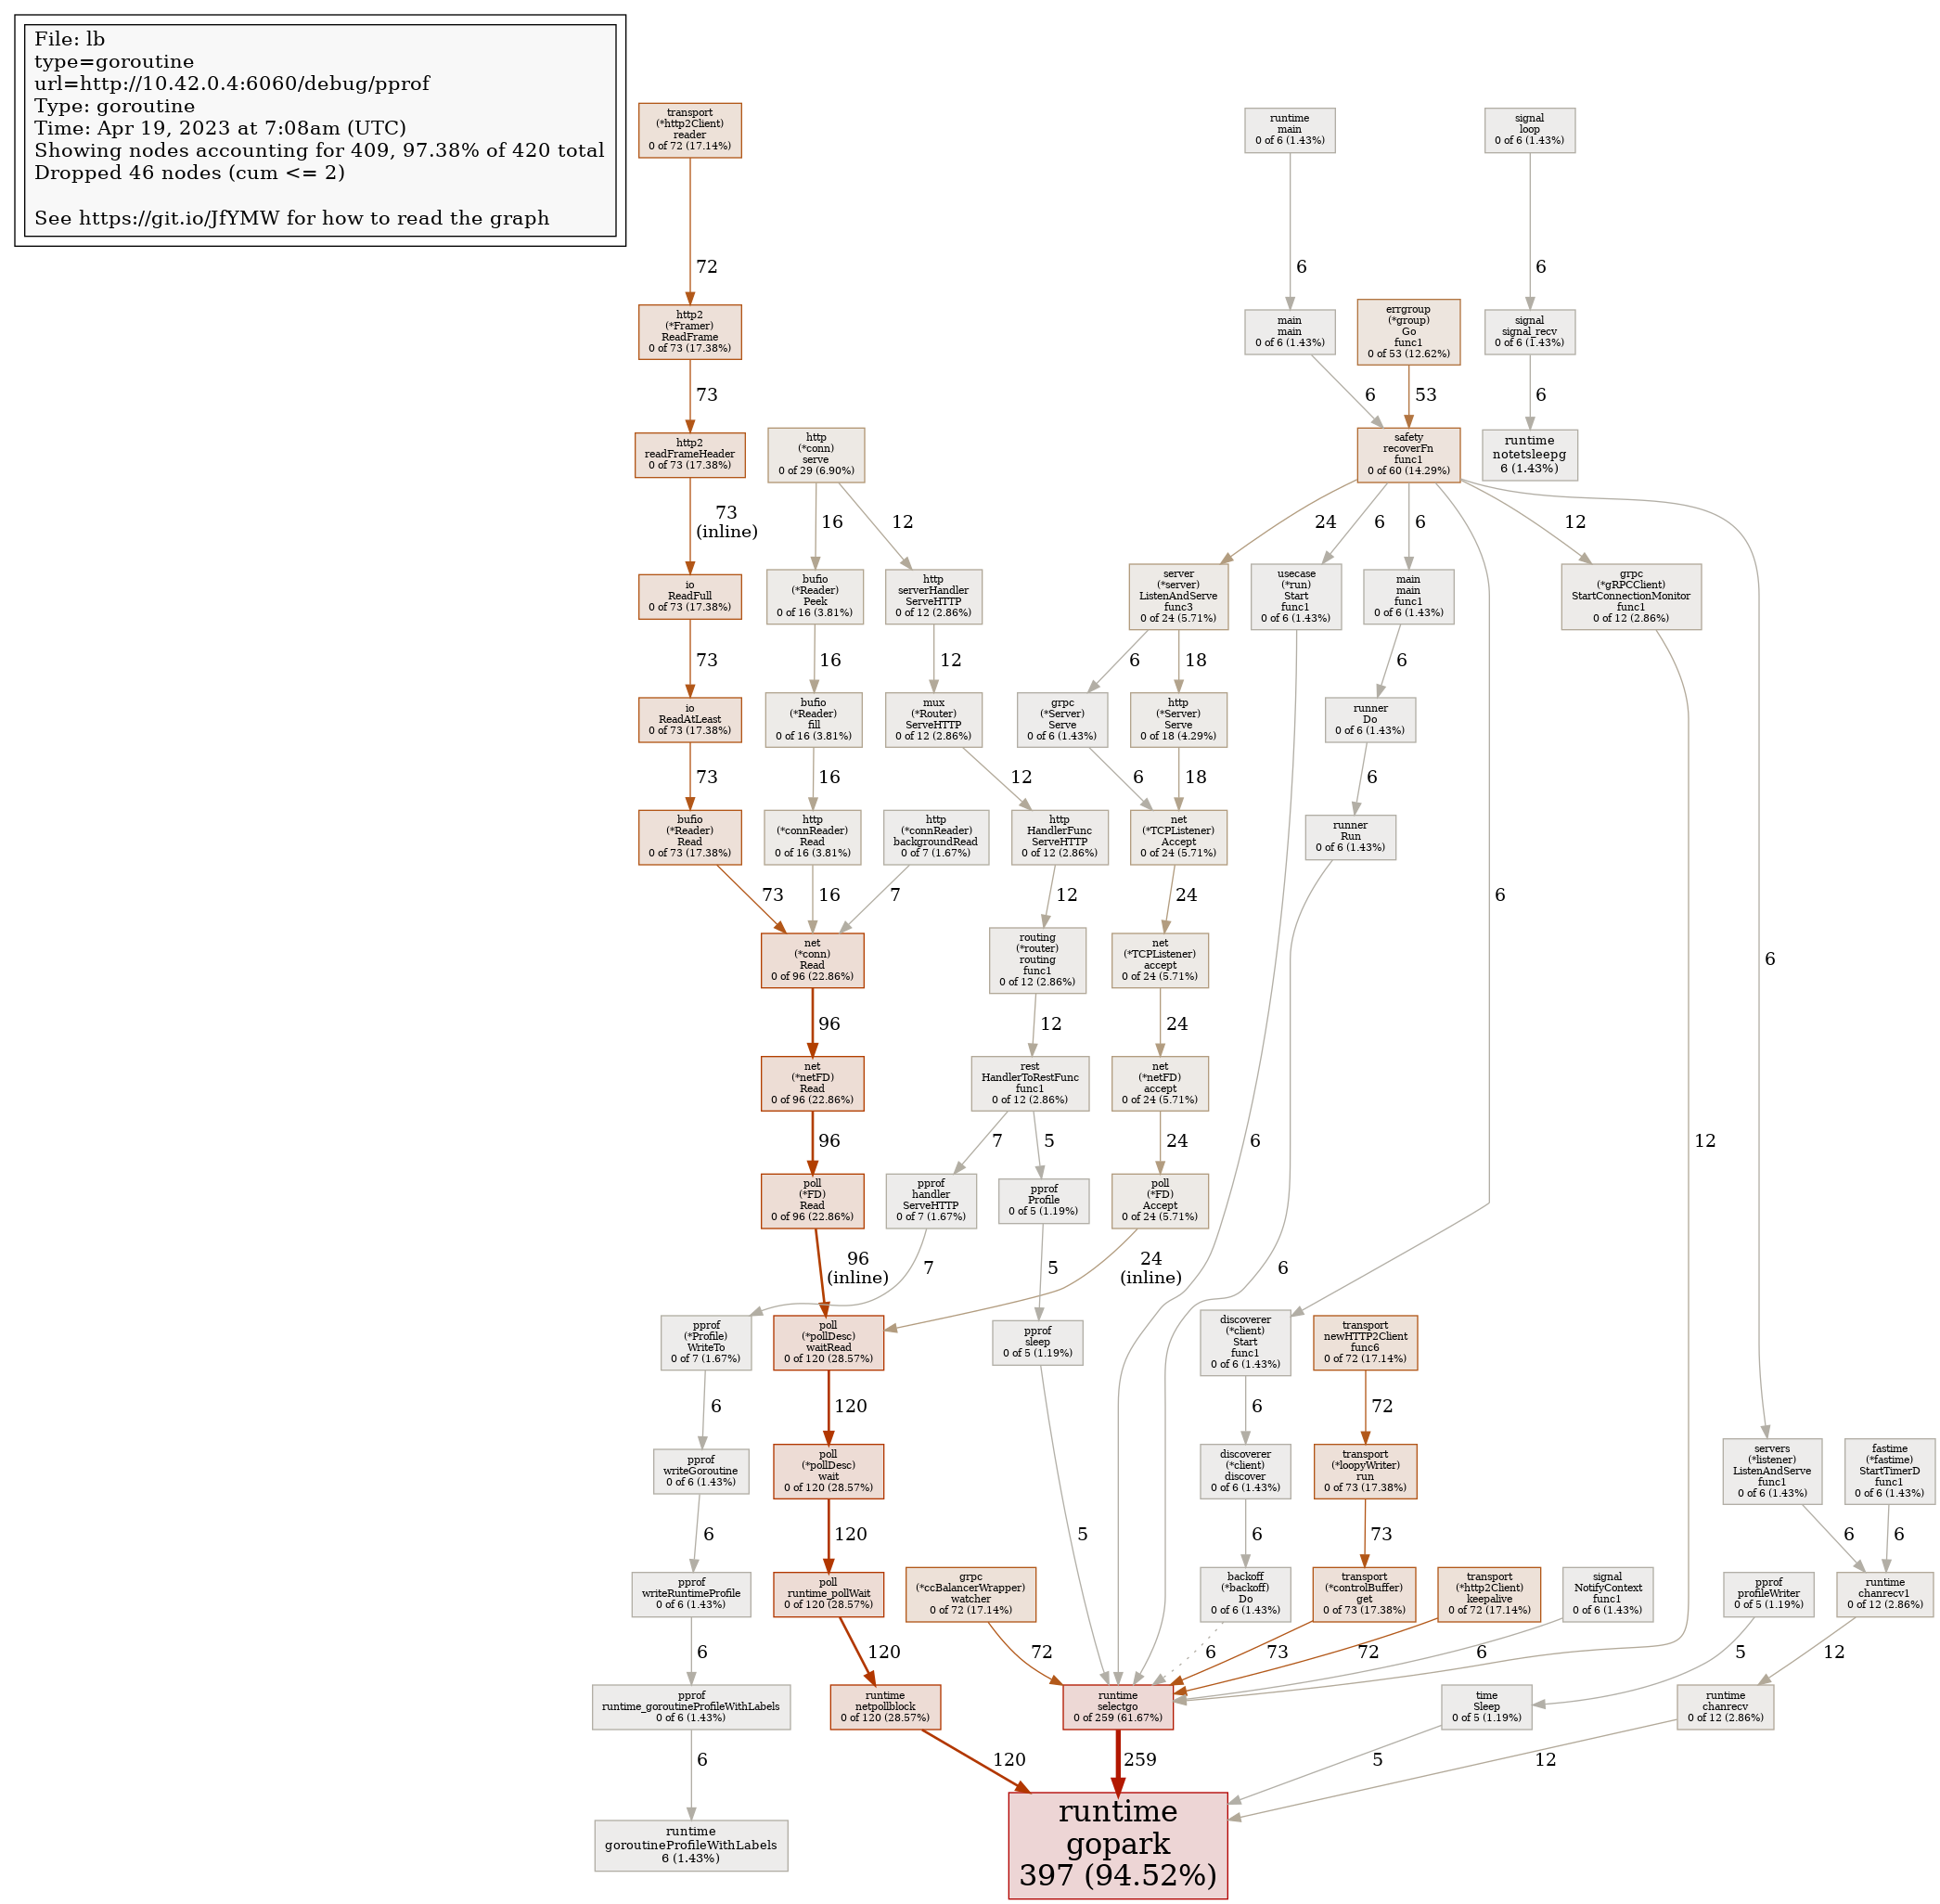 File: lb
type=goroutine
url=http://10.42.0.4:6060/debug/pprof
Type: goroutine
Time: Apr 19, 2023 at 7:08am (UTC)
Showing nodes accounting for 409, 97.38% of 420 total
Dropped 46 nodes (cum <= 2)
See https://git.io/JfYMW for how to read the graph
transport
(*http2Client)
reader
0 of 72 (17.14%)
runtime
main
0 of 6 (1.43%)
signal
loop
0 of 6 (1.43%)
72
6
6
http2
(*Framer)
ReadFrame
0 of 73 (17.38%)
main
main
0 of 6 (1.43%)
errgroup
(*group)
Go
func1
0 of 53 (12.62%)
signal
signal_recv
0 of 6 (1.43%)
73
6
53
6
http2
readFrameHeader
0 of 73 (17.38%)
http
(*conn)
serve
0 of 29 (6.90%)
safety
recoverFn
func1
0 of 60 (14.29%)
runtime
notetsleepg
6 (1.43%)
73
(inline)
16
12
24
6
6
12
io
ReadFull
0 of 73 (17.38%)
bufio
(*Reader)
Peek
0 of 16 (3.81%)
http
serverHandler
ServeHTTP
0 of 12 (2.86%)
server
(*server)
ListenAndServe
func3
0 of 24 (5.71%)
usecase
(*run)
Start
func1
0 of 6 (1.43%)
main
main
func1
0 of 6 (1.43%)
grpc
(*gRPCClient)
StartConnectionMonitor
func1
0 of 12 (2.86%)
73
16
12
6
18
6
io
ReadAtLeast
0 of 73 (17.38%)
bufio
(*Reader)
fill
0 of 16 (3.81%)
mux
(*Router)
ServeHTTP
0 of 12 (2.86%)
grpc
(*Server)
Serve
0 of 6 (1.43%)
http
(*Server)
Serve
0 of 18 (4.29%)
runner
Do
0 of 6 (1.43%)
73
16
12
6
18
6
bufio
(*Reader)
Read
0 of 73 (17.38%)
http
(*connReader)
Read
0 of 16 (3.81%)
http
(*connReader)
backgroundRead
0 of 7 (1.67%)
http
HandlerFunc
ServeHTTP
0 of 12 (2.86%)
net
(*TCPListener)
Accept
0 of 24 (5.71%)
runner
Run
0 of 6 (1.43%)
73
16
7
12
24
6
net
(*conn)
Read
0 of 96 (22.86%)
routing
(*router)
routing
func1
0 of 12 (2.86%)
net
(*TCPListener)
accept
0 of 24 (5.71%)
6
96
12
24
net
(*netFD)
Read
0 of 96 (22.86%)
rest
HandlerToRestFunc
func1
0 of 12 (2.86%)
net
(*netFD)
accept
0 of 24 (5.71%)
96
7
5
24
6
12
poll
(*FD)
Read
0 of 96 (22.86%)
pprof
handler
ServeHTTP
0 of 7 (1.67%)
pprof
Profile
0 of 5 (1.19%)
poll
(*FD)
Accept
0 of 24 (5.71%)
96
(inline)
7
5
24
(inline)
6
pprof
(*Profile)
WriteTo
0 of 7 (1.67%)
poll
(*pollDesc)
waitRead
0 of 120 (28.57%)
pprof
sleep
0 of 5 (1.19%)
discoverer
(*client)
Start
func1
0 of 6 (1.43%)
transport
newHTTP2Client
func6
0 of 72 (17.14%)
6
120
6
72
pprof
writeGoroutine
0 of 6 (1.43%)
poll
(*pollDesc)
wait
0 of 120 (28.57%)
discoverer
(*client)
discover
0 of 6 (1.43%)
transport
(*loopyWriter)
run
0 of 73 (17.38%)
servers
(*listener)
ListenAndServe
func1
0 of 6 (1.43%)
fastime
(*fastime)
StartTimerD
func1
0 of 6 (1.43%)
6
120
5
6
73
6
6
pprof
writeRuntimeProfile
0 of 6 (1.43%)
poll
runtime_pollWait
0 of 120 (28.57%)
grpc
(*ccBalancerWrapper)
watcher
0 of 72 (17.14%)
backoff
(*backoff)
Do
0 of 6 (1.43%)
transport
(*controlBuffer)
get
0 of 73 (17.38%)
transport
(*http2Client)
keepalive
0 of 72 (17.14%)
signal
NotifyContext
func1
0 of 6 (1.43%)
pprof
profileWriter
0 of 5 (1.19%)
runtime
chanrecv1
0 of 12 (2.86%)
6
120
72
6
73
72
6
5
12
pprof
runtime_goroutineProfileWithLabels
0 of 6 (1.43%)
runtime
netpollblock
0 of 120 (28.57%)
runtime
selectgo
0 of 259 (61.67%)
time
Sleep
0 of 5 (1.19%)
runtime
chanrecv
0 of 12 (2.86%)
6
120
259
5
12
runtime
goroutineProfileWithLabels
6 (1.43%)
runtime
gopark
397 (94.52%)